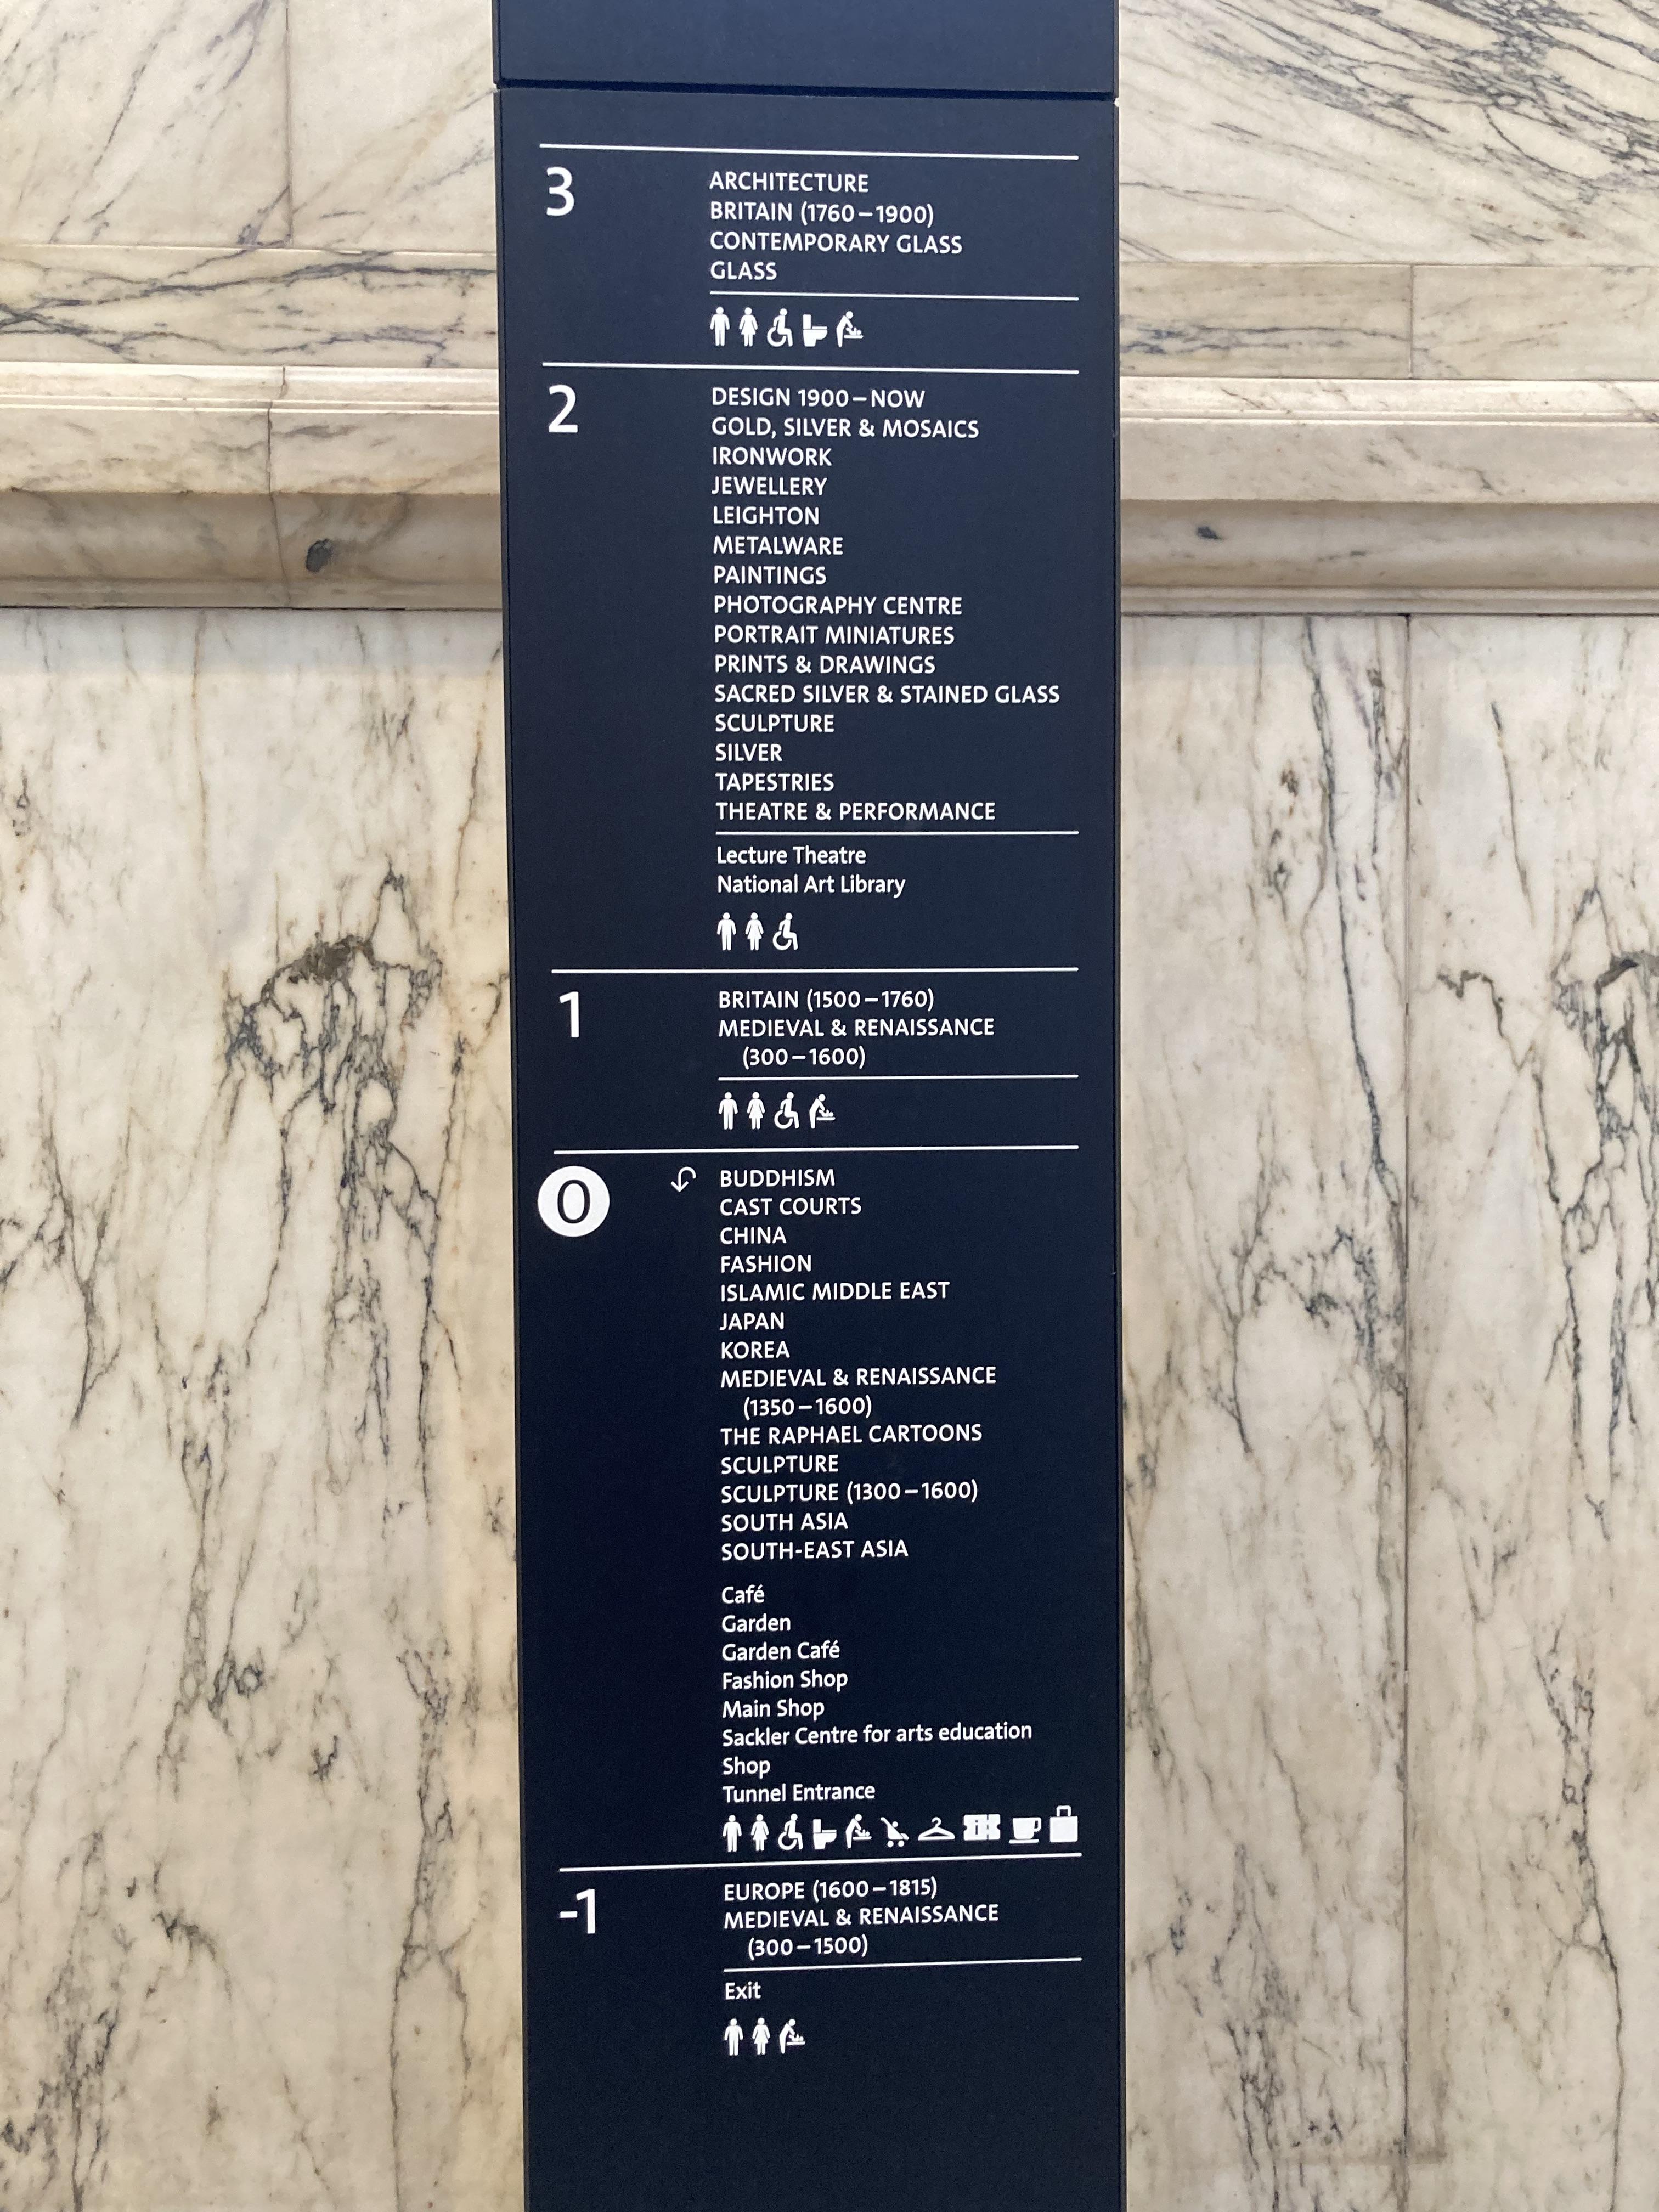 3
ARCHITECTURE
BRITAIN (1760–1900)
CONTEMPORARY GLASS
GLASS
2
DESIGN 1900–NOW
GOLD, SILVER & MOSAICS
IRONWORK
JEWELLERY
LEIGHTON
METALWARE
PAINTINGS
PHOTOGRAPHY CENTRE
PORTRAIT MINIATURES
PRINTS & DRAWINGS
SACRED SILVER & STAINED GLASS
SCULPTURE
SILVER
TAPESTRIES
THEATRE & PERFORMANCE
Lecture Theatre
National Art Library
1
BRITAIN (1500–1760)
MEDIEVAL & RENAISSANCE
(300–1600)
0
BUDDHISM
CAST COURTS
CHINA
FASHION
ISLAMIC MIDDLE EAST
JAPAN
KOREA
MEDIEVAL & RENAISSANCE
(1350–1600)
THE RAPHAEL CARTOONS
SCULPTURE
SCULPTURE (1300–1600)
SOUTH ASIA
SOUTH-EAST ASIA
Café
Garden
Garden Café
Fashion Shop
Main Shop
Sackler Centre for arts education
Shop
Tunnel Entrance
-1
EUROPE (1600–1815)
MEDIEVAL & RENAISSANCE
(300–1500)
Exit